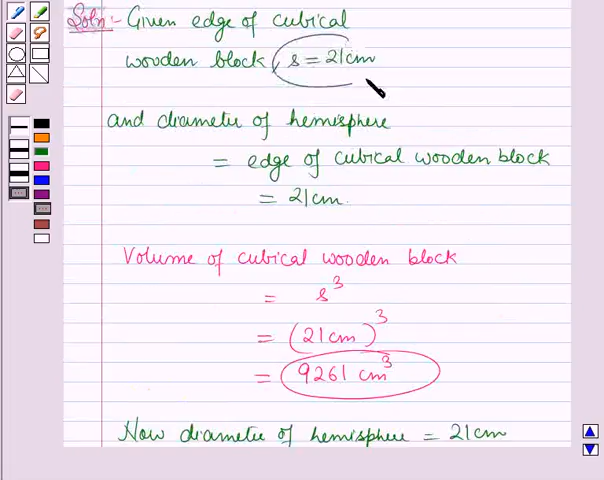 Soln:- Given edge of cubical
wooden block, s = 21cm
and diameter of hemisphere
= edge of cubical wooden block
= 21cm.
Volume of cubical wooden block
= s³
= (21cm)³
= 9261 cm³
Now diameter of hemisphere = 21cm